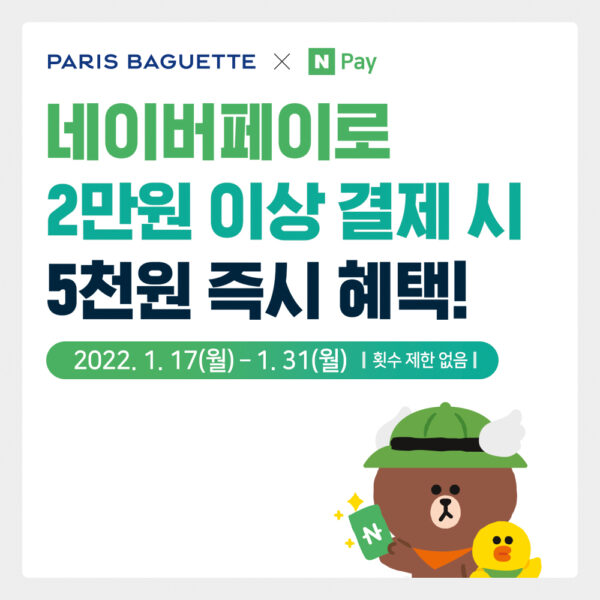 PARIS BAGUETTE × N Pay
네이버페이로
2만원 이상 결제 시
5천원 즉시 혜택!
2022. 1. 17(월) – 1. 31(월) | 횟수 제한 없음 |
N